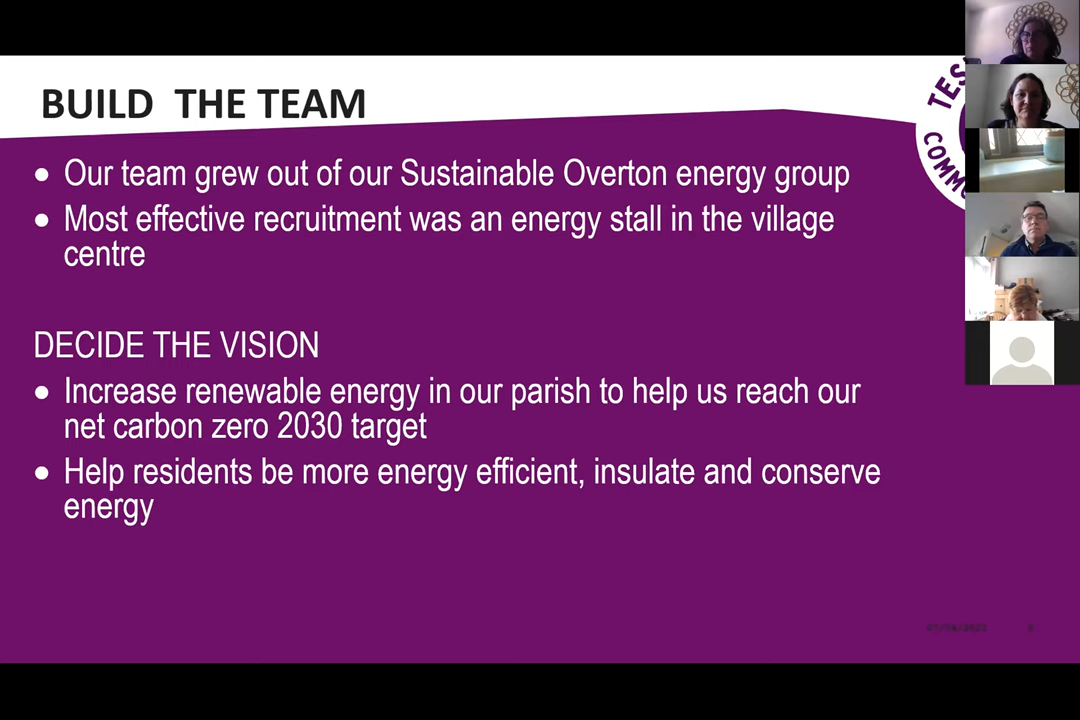 BUILD THE TEAM
• Our team grew out of our Sustainable Overton energy group
• Most effective recruitment was an energy stall in the village
centre
DECIDE THE VISION
• Increase renewable energy in our parish to help us reach our
net carbon zero 2030 target
• Help residents be more energy efficient, insulate and conserve
energy